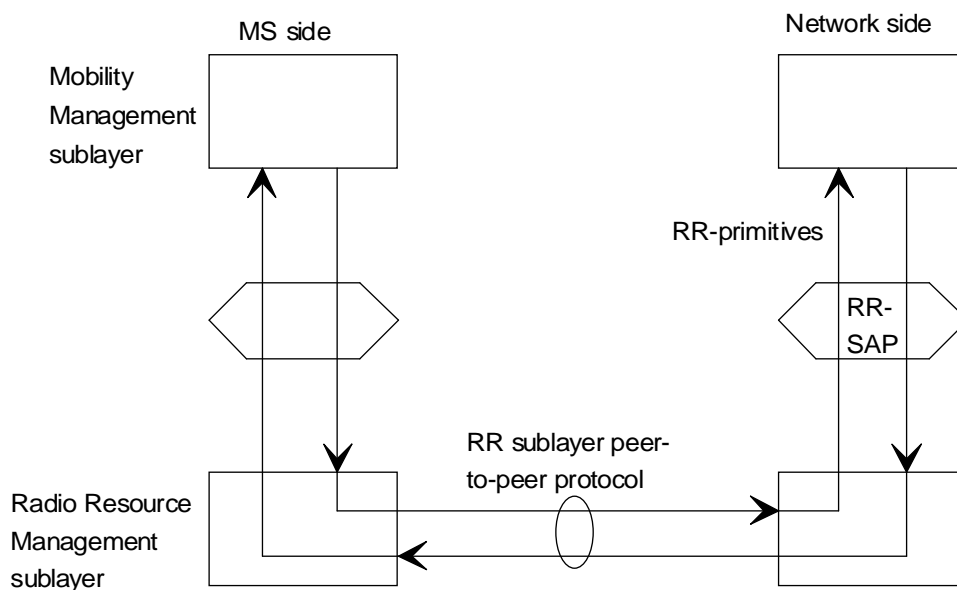 MS side
Network side
Mobility
Management
sublayer
RR-primitives
RR-
SAP
RR sublayer peer-
to-peer protocol
Radio Resource
Management
sublayer